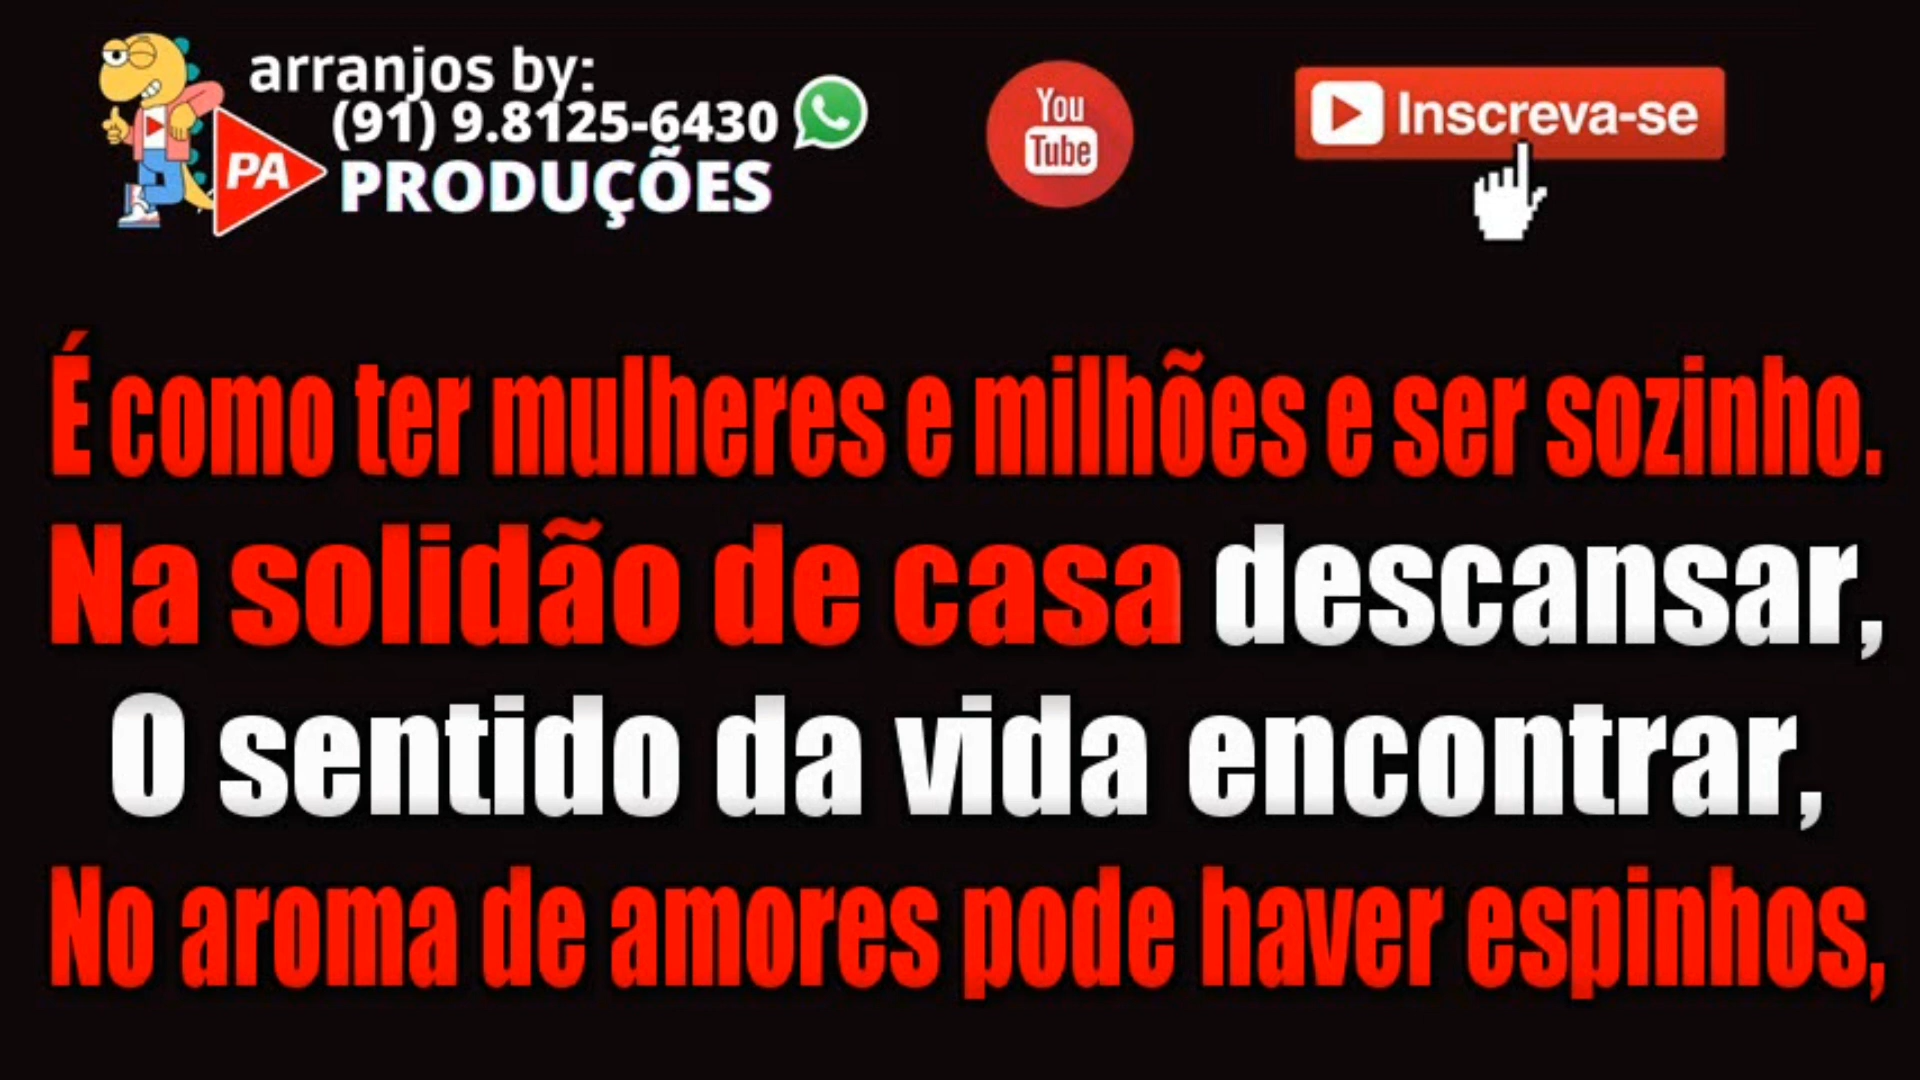 arranjos by:
(91) 9.8125-6430
PA
PRODUÇÕES
You
Tube
Inscreva-se
É como ter mulheres e milhões e ser sozinho.
Na solidão de casa descansar,
O sentido da vida encontrar,
No aroma de amores pode haver espinhos,